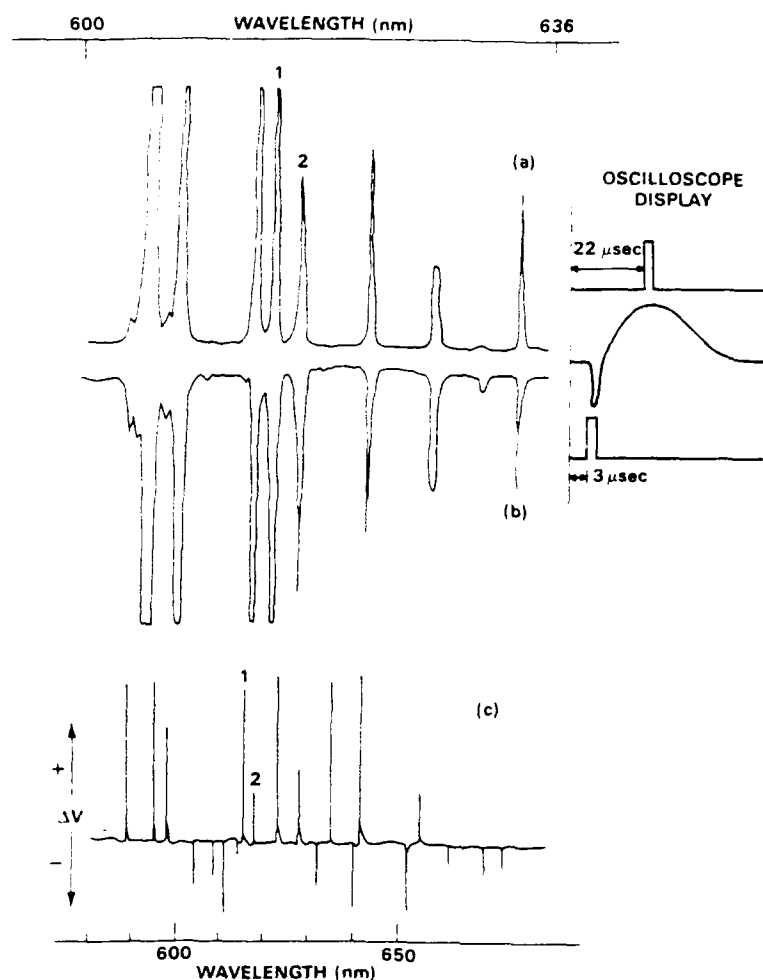 600 WAVELENGTH (nm) 636
1
2
(a)
OSCILLOSCOPE
DISPLAY
22 μsec
3 μsec
(b)
1
(c)
2
+
ΔV
−
600 650
WAVELENGTH (nm)